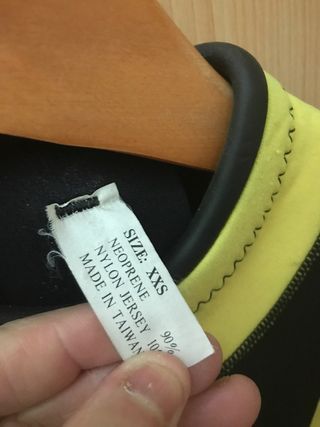 SIZE: XXS
NEOPRENE 90%
NYLON JERSEY 10
MADE IN TAIWAN